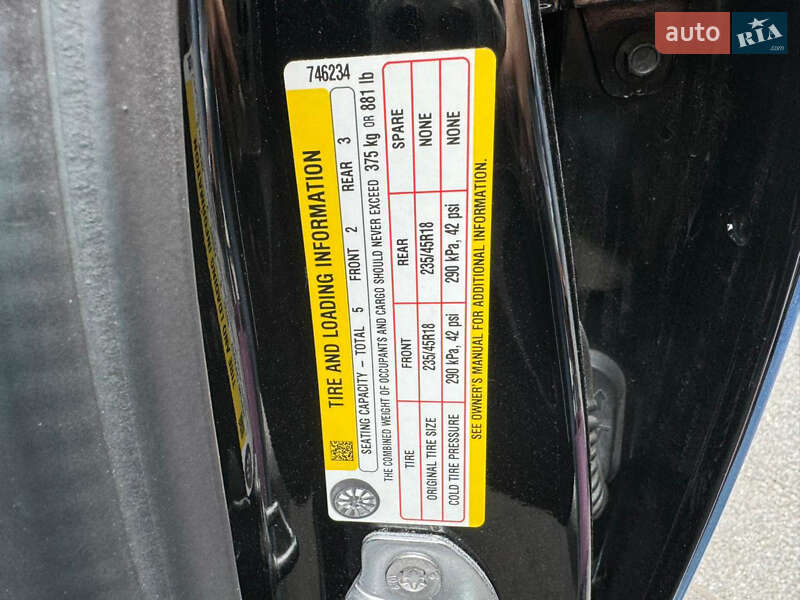 auto RIA.com
746234
TIRE AND LOADING INFORMATION
SEATING CAPACITY – TOTAL 5 FRONT 2 REAR 3
THE COMBINED WEIGHT OF OCCUPANTS AND CARGO SHOULD NEVER EXCEED 375 kg OR 881 lb
TIRE FRONT REAR SPARE
ORIGINAL TIRE SIZE 235/45R18 235/45R18 NONE
COLD TIRE PRESSURE 290 kPa, 42 psi 290 kPa, 42 psi NONE
SEE OWNER'S MANUAL FOR ADDITIONAL INFORMATION.